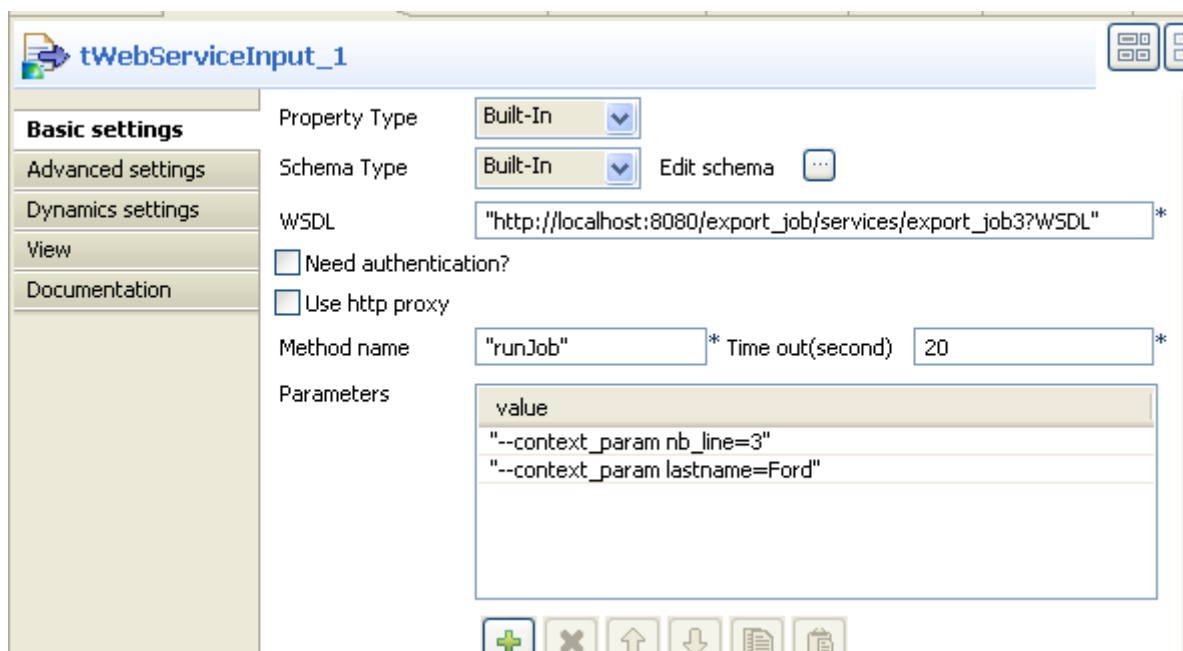 tWebServiceInput_1
Basic settings
Advanced settings
Dynamics settings
View
Documentation
Property Type Built-In
Schema Type Built-In Edit schema ...
WSDL "http://localhost:8080/export_job/services/export_job3?WSDL" *
Need authentication?
Use http proxy
Method name "runJob" * Time out(second) 20 *
Parameters
value
"--context_param nb_line=3"
"--context_param lastname=Ford"